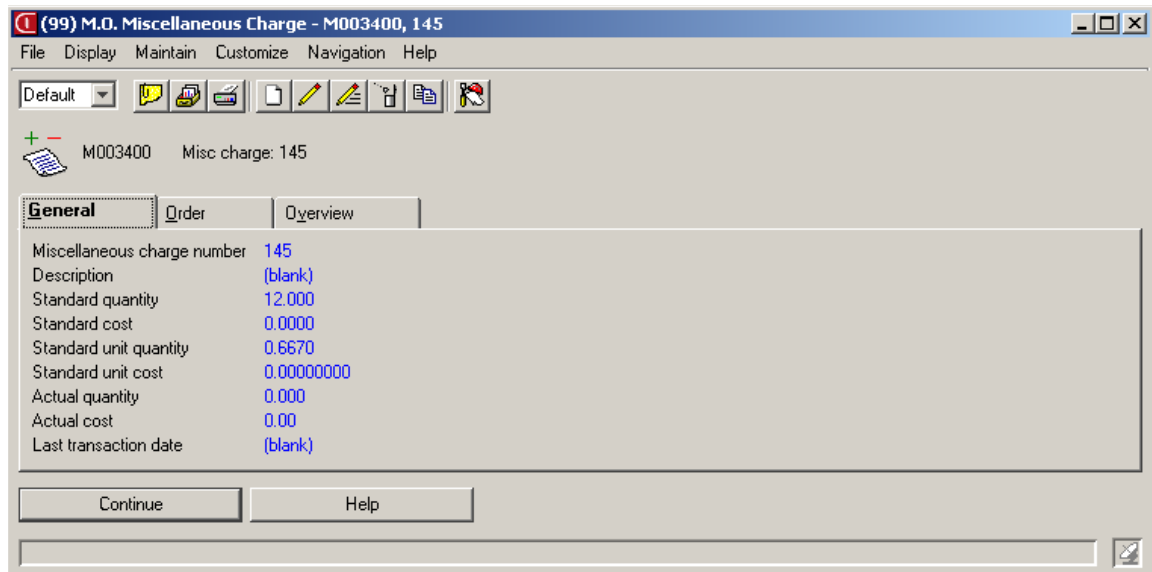 (99) M.O. Miscellaneous Charge - M003400, 145
File Display Maintain Customize Navigation Help
Default
M003400 Misc charge: 145
General Order Overview
Miscellaneous charge number 145
Description (blank)
Standard quantity 12.000
Standard cost 0.0000
Standard unit quantity 0.6670
Standard unit cost 0.00000000
Actual quantity 0.000
Actual cost 0.00
Last transaction date (blank)
Continue Help